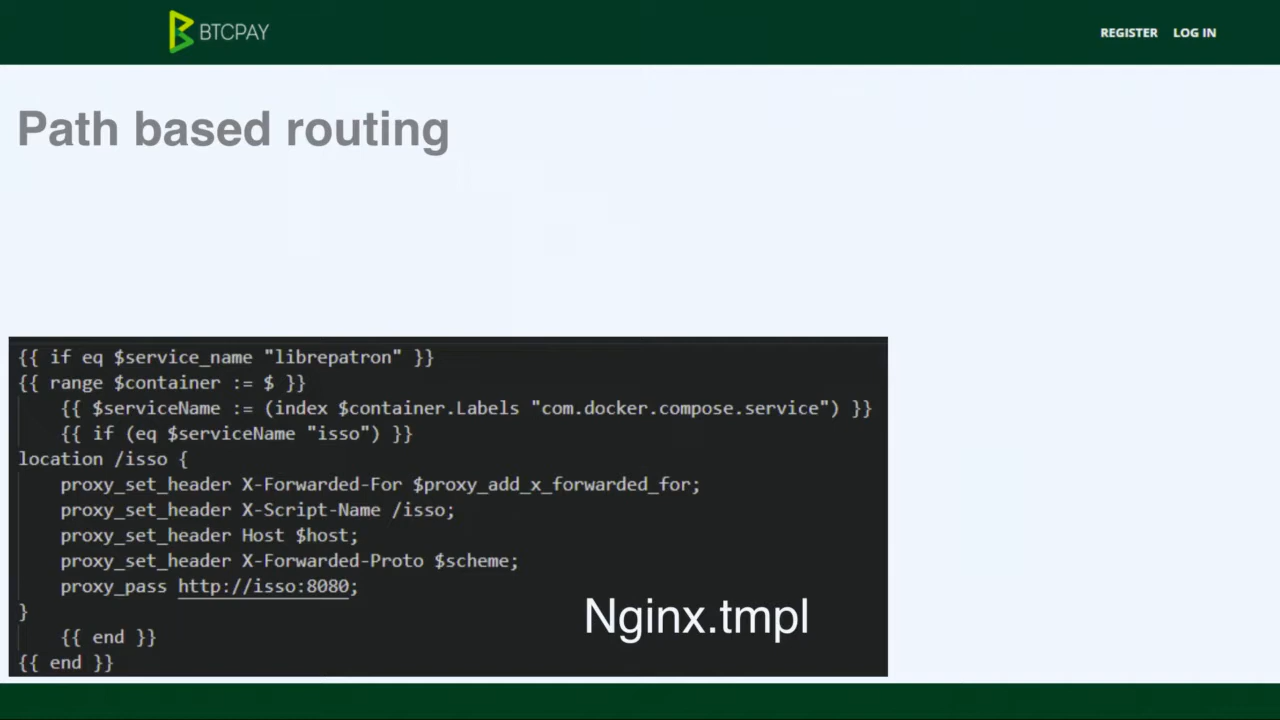 BTCPAY
REGISTER LOG IN
Path based routing
{{ if eq $service_name "librepatron" }}
{{ range $container := $ }}
{{ $serviceName := (index $container.Labels "com.docker.compose.service") }}
{{ if (eq $serviceName "isso") }}
location /isso {
proxy_set_header X-Forwarded-For $proxy_add_x_forwarded_for;
proxy_set_header X-Script-Name /isso;
proxy_set_header Host $host;
proxy_set_header X-Forwarded-Proto $scheme;
proxy_pass http://isso:8080;
}
{{ end }}
{{ end }}
Nginx.tmpl